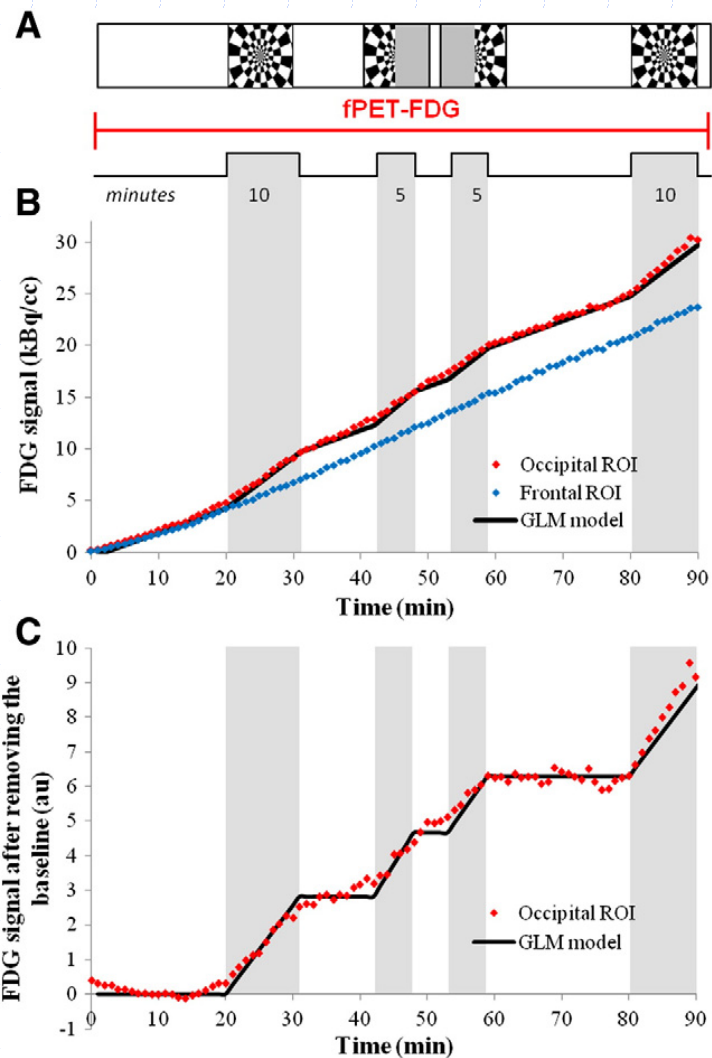 A
fPET-FDG
minutes 10 5 5 10
B
FDG signal (kBq/cc)
30
25
20
15
10
5
0
Occipital ROI
Frontal ROI
GLM model
0 10 20 30 40 50 60 70 80 90
Time (min)
C
FDG signal after removing the
baseline (au)
10
9
8
7
6
5
4
3
2
1
0
-1
Occipital ROI
GLM model
0 10 20 30 40 50 60 70 80 90
Time (min)